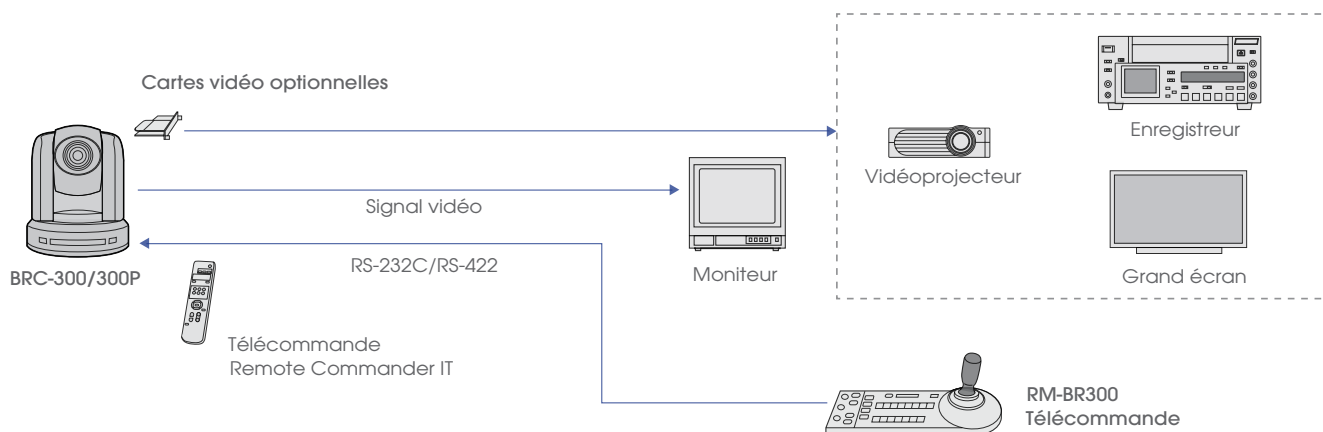 Cartes vidéo optionnelles
Enregistreur
Vidéoprojecteur
Signal vidéo
RS-232C/RS-422
BRC-300/300P
Moniteur
Grand écran
Télécommande
Remote Commander IT
RM-BR300
Télécommande